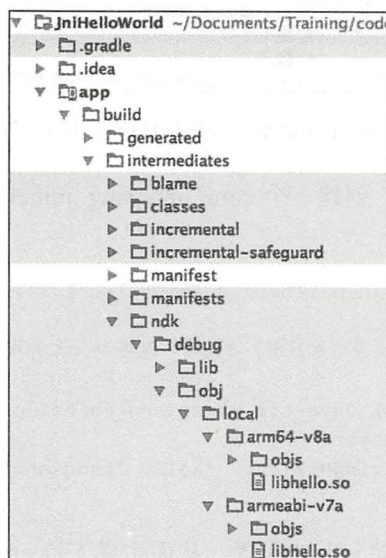 JniHelloWorld ~/Documents/Training/code
.gradle
.idea
app
build
generated
intermediates
blame
classes
incremental
incremental-safeguard
manifest
manifests
ndk
debug
lib
obj
local
arm64-v8a
objs
libhello.so
armeabi-v7a
objs
libhello.so